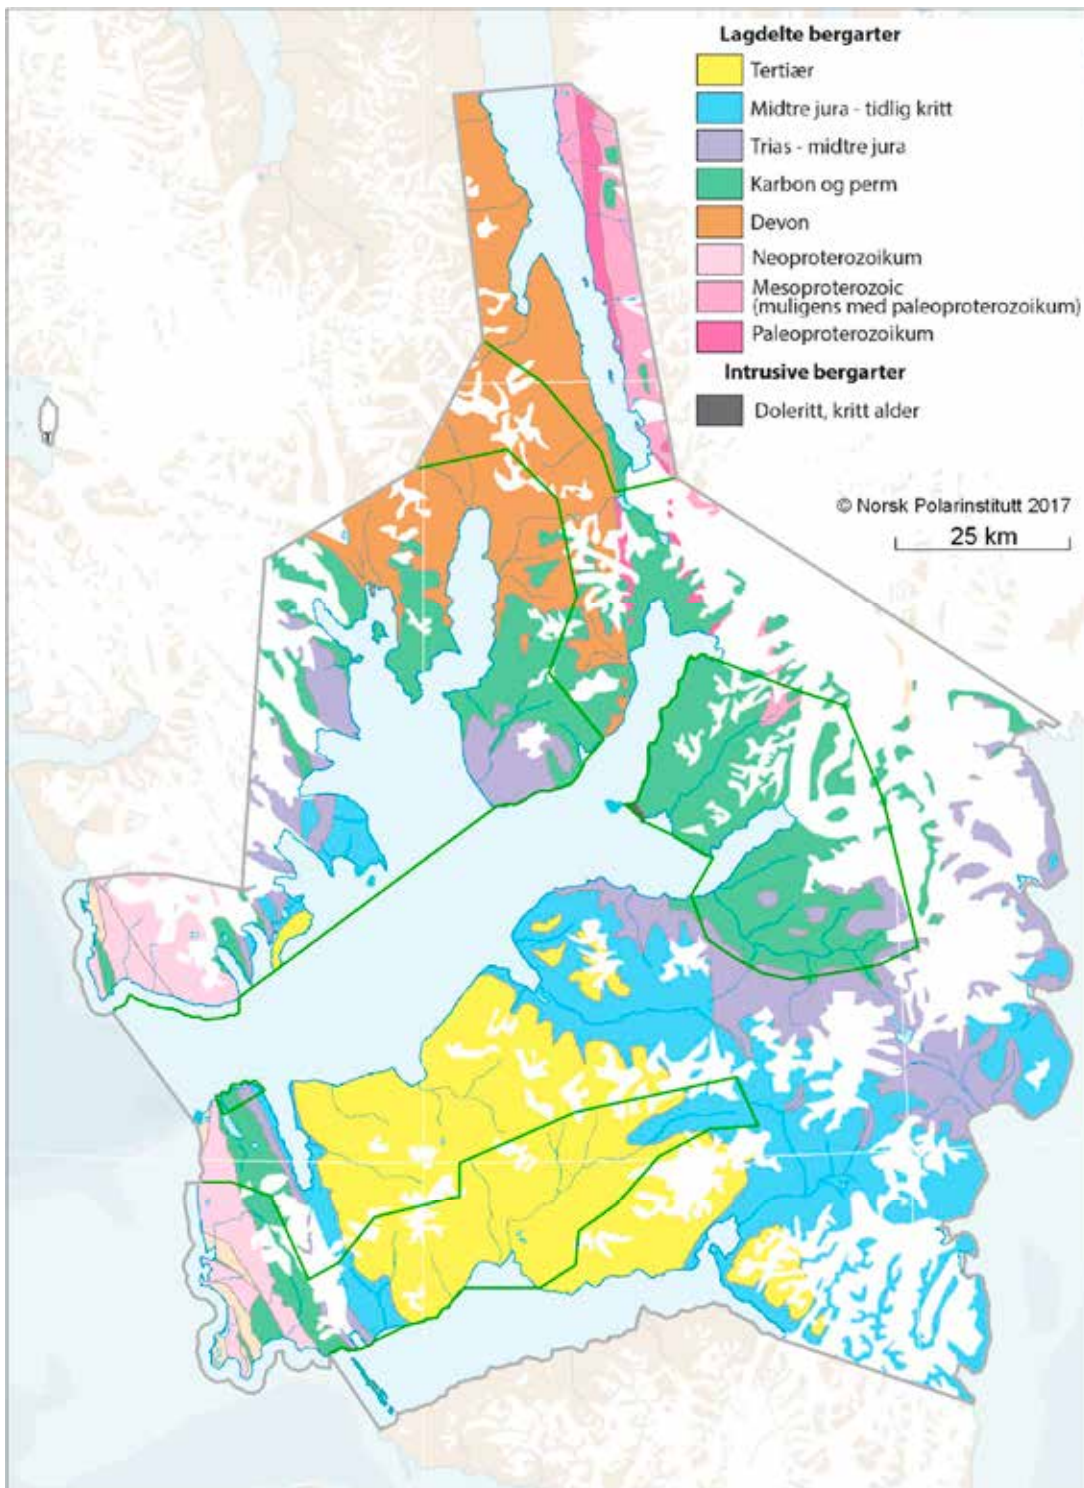 Lagdelte bergarter
Tertiær
Midtre jura - tidlig kritt
Trias - midtre jura
Karbon og perm
Devon
Neoproterozoikum
Mesoproterozoic
(muligens med paleoproterozoikum)
Paleoproterozoikum
Intrusive bergarter
Doleritt, kritt alder
© Norsk Polarinstitutt 2017
25 km